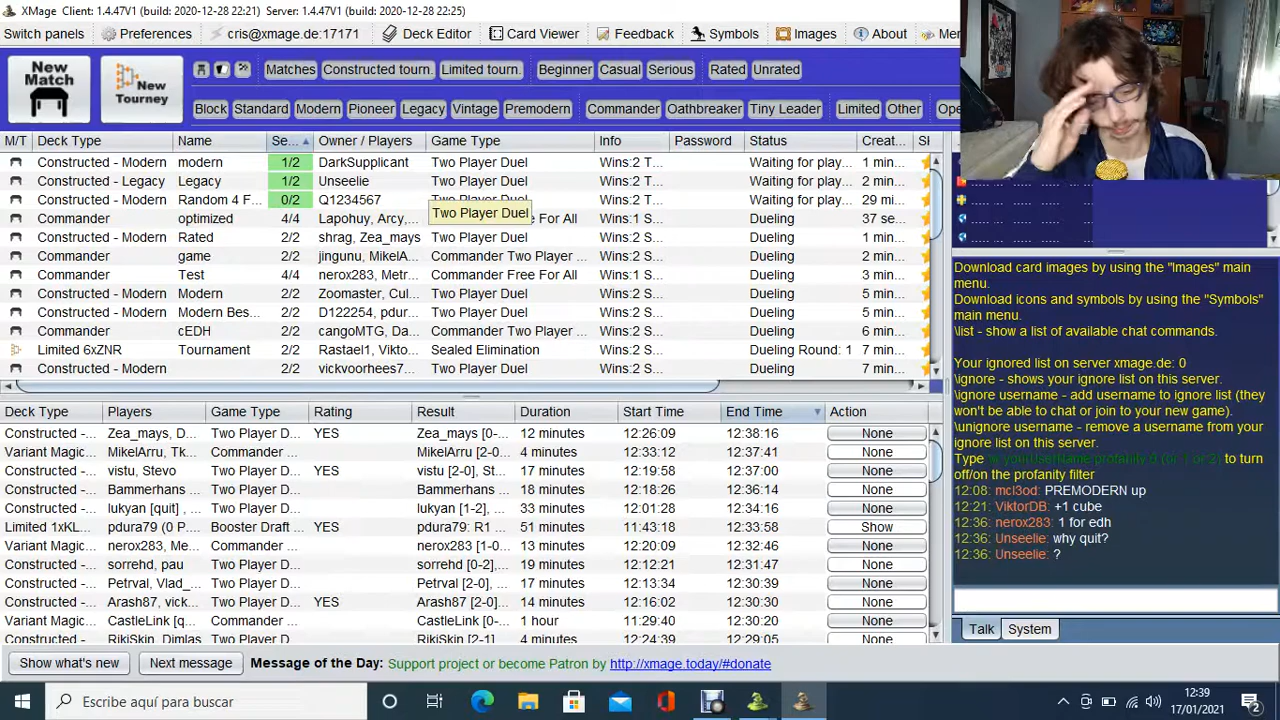 XMage Client: 1.4.47V1 (build: 2020-12-28 22:21) Server: 1.4.47V1 (build: 2020-12-28 22:25)
Switch panels Preferences cris@xmage.de:17171 Deck Editor Card Viewer Feedback Symbols Images About
New Match New Tourney Matches Constructed tourn. Limited tourn. Beginner Casual Serious Rated Unrated
Block Standard Modern Pioneer Legacy Vintage Premodern Commander Oathbreaker Tiny Leader Limited Other
M/T Deck Type Name Se... Owner / Players Game Type Info Password Status Creat...
Constructed - Modern modern 1/2 DarkSupplicant Two Player Duel Wins:2 T... Waiting for play... 1 min...
Constructed - Legacy Legacy 1/2 Unseelie Two Player Duel Wins:2 T... Waiting for play... 2 min...
Constructed - Modern Random 4 F... 0/2 Q1234567 Two Player Duel Wins:2 T... Waiting for play... 29 mi...
Two Player Duel
Commander optimized 4/4 Lapohuy, Arcy,... For All Wins:1 S... Dueling 37 se...
Constructed - Modern Rated 2/2 shrag, Zea_mays Two Player Duel Wins:2 S... Dueling 1 min...
Commander game 2/2 jingunu, MikelA... Commander Two Player ... Wins:2 S... Dueling 2 min...
Commander Test 4/4 nerox283, Metr... Commander Free For All Wins:1 S... Dueling 3 min...
Constructed - Modern Modern 2/2 Zoomaster, Cul... Two Player Duel Wins:2 S... Dueling 5 min...
Constructed - Modern Modern Bes... 2/2 D122254, pdur... Two Player Duel Wins:2 S... Dueling 5 min...
Commander cEDH 2/2 cangoMTG, Da... Commander Two Player ... Wins:2 S... Dueling 6 min...
Limited 6xZNR Tournament 2/2 Rastael1, Vikto... Sealed Elimination Wins:2 S... Dueling Round: 1 7 min...
Constructed - Modern 2/2 vickvoorhees7... Two Player Duel Wins:2 S... Dueling 7 min...
Deck Type Players Game Type Rating Result Duration Start Time End Time Action
Constructed -... Zea_mays, D... Two Player D... YES Zea_mays [0-... 12 minutes 12:26:09 12:38:16 None
Variant Magic... MikelArru, Tk... Commander ... MikelArru [0-... 4 minutes 12:33:12 12:37:41 None
Constructed -... vistu, Stevo Two Player D... YES vistu [2-0], St... 17 minutes 12:19:58 12:37:00 None
Constructed -... Bammerhans ... Two Player D... Bammerhans ... 17 minutes 12:18:26 12:36:14 None
Constructed -... lukyan [quit] , ... Two Player D... lukyan [1-2], ... 33 minutes 12:01:28 12:34:16 None
Limited 1xKL... pdura79 (0 P... Booster Draft ... YES pdura79: R1 ... 50 minutes 11:43:18 12:33:58 Show
Variant Magic... nerox283, Me... Commander ... nerox283 [1-0... 13 minutes 12:20:09 12:32:46 None
Constructed -... sorrehd, pau Two Player D... sorrehd [0-2],... 19 minutes 12:12:21 12:31:47 None
Constructed -... Petrval, Vlad_... Two Player D... Petrval [2-0], ... 17 minutes 12:13:34 12:30:39 None
Constructed -... Arash87, vick... Two Player D... YES Arash87 [2-0]... 14 minutes 12:16:02 12:30:30 None
Variant Magic... CastleLink [q... Commander ... CastleLink [qu... 1 hour 11:29:40 12:30:20 None
Constructed -... RikiSkin, Dimlas Two Player D... RikiSkin [2-1] ... 4 minutes 12:24:39 12:29:05 None
Download card images by using the "Images" main
menu.
Download icons and symbols by using the "Symbols"
main menu.
\list - show a list of available chat commands.
Your ignored list on server xmage.de: 0
\ignore - shows your ignore list on this server.
\ignore username - add username to ignore list (they
won't be able to chat or join to your new game).
\unignore username - remove a username from your
ignore list on this server.
Type to turn
off/on the profanity filter
12:08: mcl3od: PREMODERN up
12:21: ViktorDB: +1 cube
12:36: nerox283: 1 for edh
12:36: Unseelie: why quit?
12:36: Unseelie: ?
Talk System
Show what's new Next message Message of the Day: Support project or become Patron by http://xmage.today/#donate
Escribe aquí para buscar
12:39
17/01/2021
2